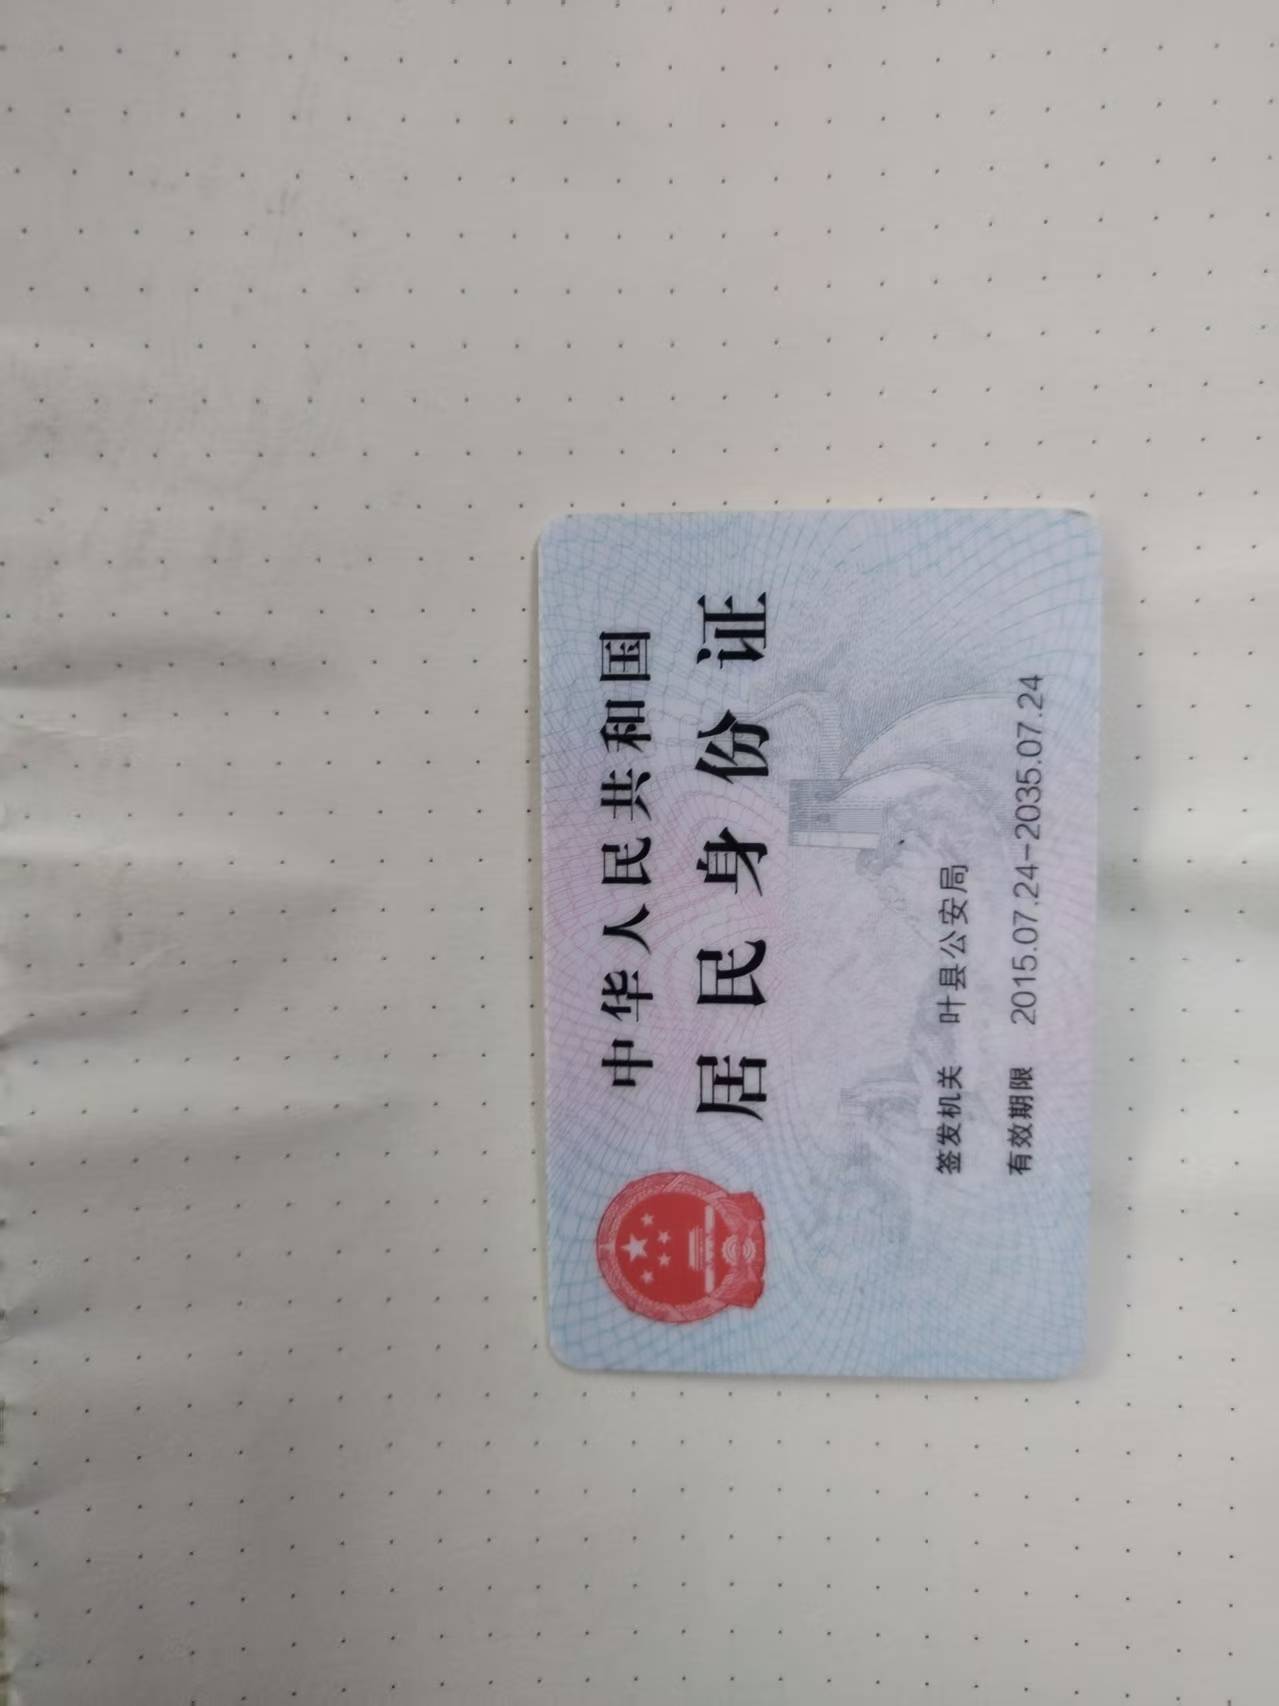 中华人民共和国
居民身份证
签发机关 叶县公安局
有效期限 2015.07.24-2035.07.24